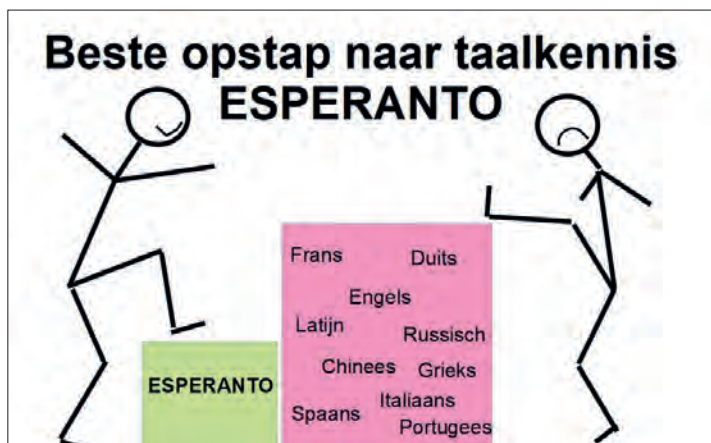 Beste opstap naar taalkennis
ESPERANTO
Frans Duits
Engels
Latijn Russisch
Chinees Grieks
ESPERANTO
Italiaans
Spaans
Portugees